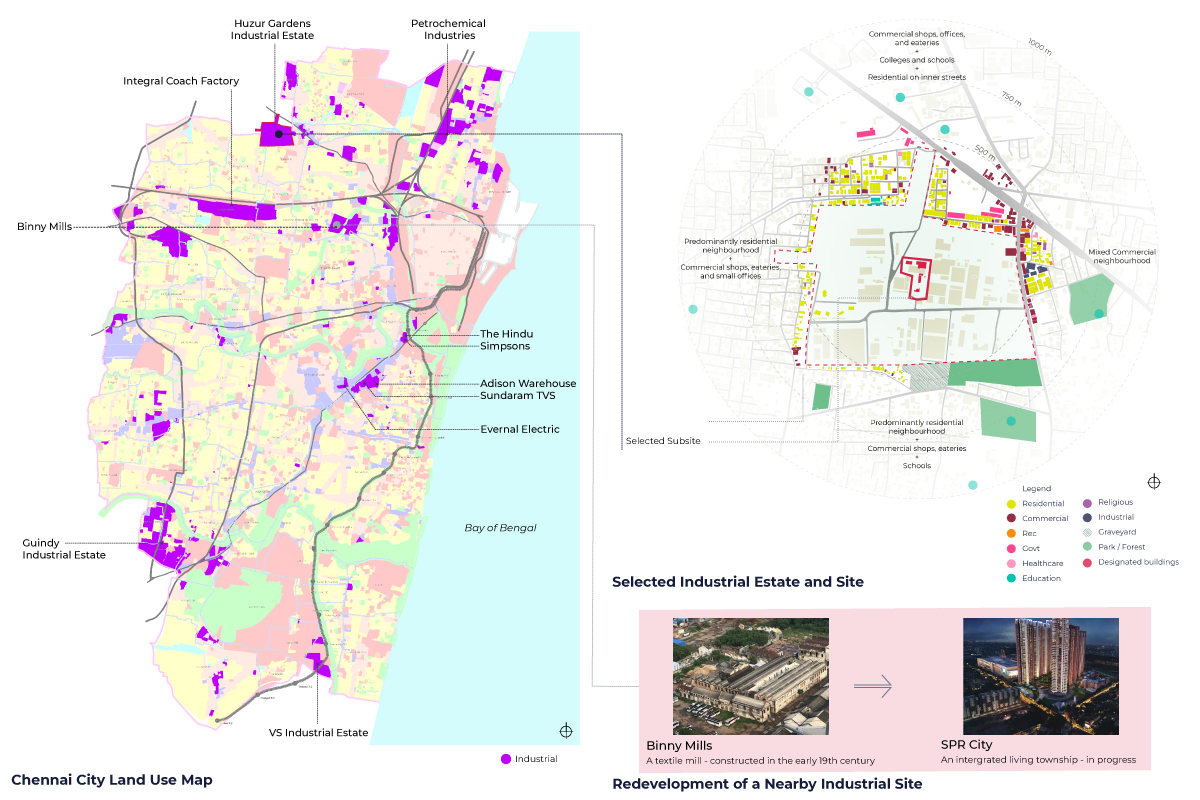 Huzur Gardens
Industrial Estate
Petrochemical
Industries
Integral Coach Factory
Binny Mills
The Hindu
Simpsons
Adison Warehouse
Sundaram TVS
Evernal Electric
Bay of Bengal
Guindy
Industrial Estate
VS Industrial Estate
Industrial
Chennai City Land Use Map
Commercial shops, offices,
and eateries
+
Colleges and schools
+
Residential on inner streets
1000 m
750 m
500 m
Predominantly residential
neighbourhood
+
Commercial shops, eateries
and small offices
Mixed Commercial
neighbourhood
Selected Subsite
Predominantly residential
neighbourhood
+
Commercial shops, eateries
+
Schools
Legend
Residential
Commercial
Rec
Govt
Healthcare
Education
Religious
Industrial
Graveyard
Park / Forest
Designated buildings
Selected Industrial Estate and Site
Binny Mills
A textile mill - constructed in the early 19th century
SPR City
An intergrated living township - in progress
Redevelopment of a Nearby Industrial Site